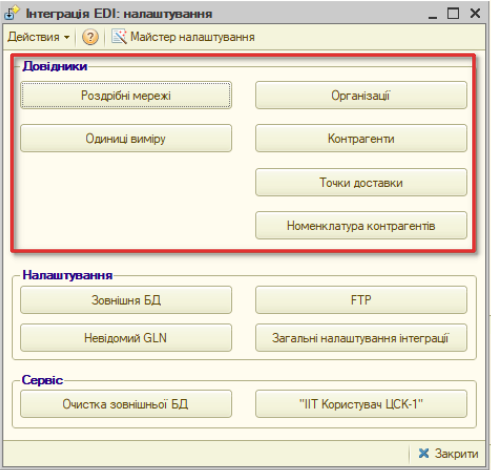 Інтеграція EDI: налаштування
Действия Майстер налаштування
Довідники
Роздрібні мережі Організації
Одиниці виміру Контрагенти
Точки доставки
Номенклатура контрагентів
Налаштування
Зовнішня БД FTP
Невідомий GLN Загальні налаштування інтеграції
Сервіс
Очистка зовнішньої БД "ІІТ Користувач ЦСК-1"
Закрити